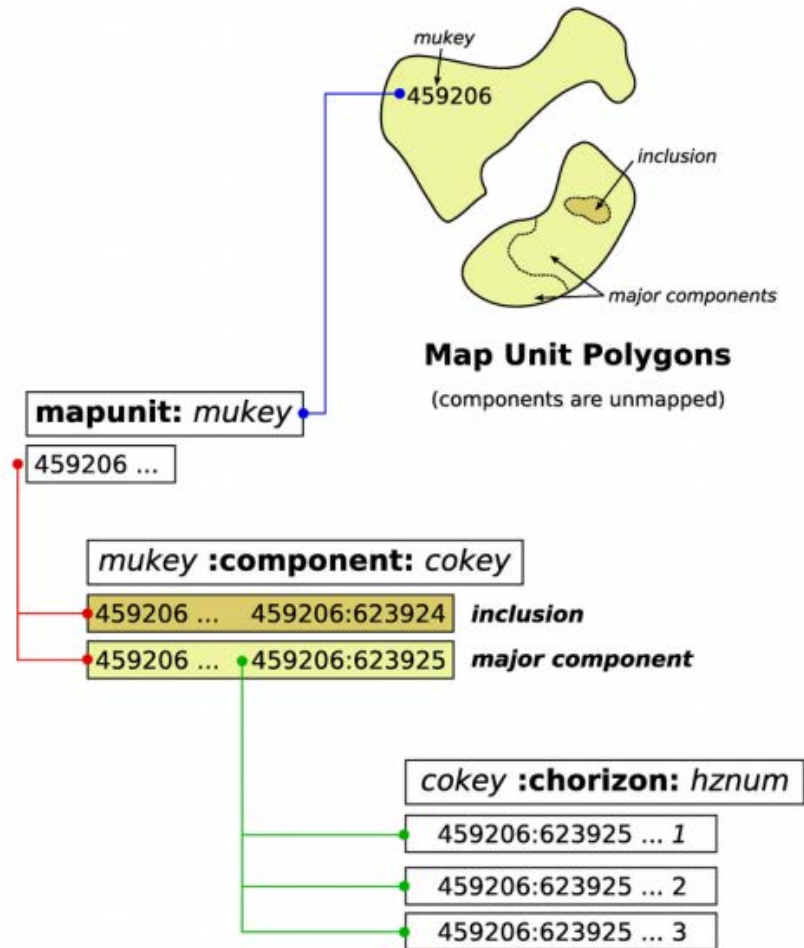 mukey
459206
inclusion
major components
Map Unit Polygons
(components are unmapped)
mapunit: mukey
459206 ...
mukey :component: cokey
459206 ... 459206:623924 inclusion
459206 ... 459206:623925 major component
cokey :chorizon: hznum
459206:623925 ... 1
459206:623925 ... 2
459206:623925 ... 3